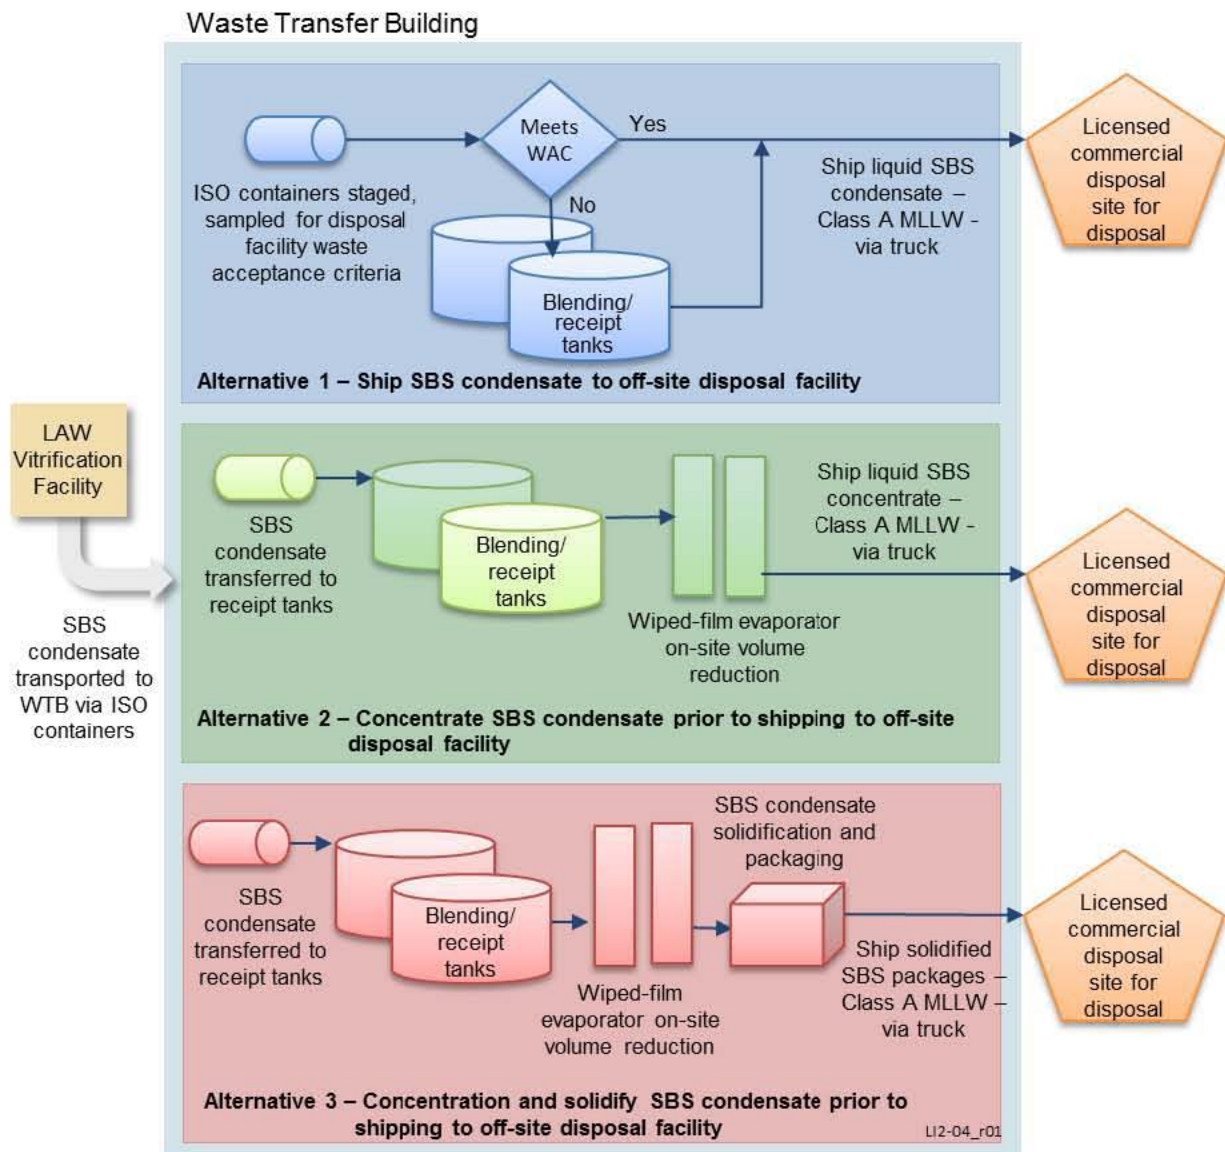 Waste Transfer Building
Meets
WAC
Yes
No
ISO containers staged,
sampled for disposal
facility waste
acceptance criteria
Blending/
receipt
tanks
Ship liquid SBS
condensate –
Class A MLLW -
via truck
Licensed
commercial
disposal
site for
disposal
Alternative 1 – Ship SBS condensate to off-site disposal facility
LAW
Vitrification
Facility
SBS
condensate
transported to
WTB via ISO
containers
SBS
condensate
transferred to
receipt tanks
Blending/
receipt
tanks
Wiped-film evaporator
on-site volume
reduction
Ship liquid SBS
concentrate –
Class A MLLW -
via truck
Licensed
commercial
disposal
site for
disposal
Alternative 2 – Concentrate SBS condensate prior to shipping to off-site
disposal facility
SBS
condensate
transferred to
receipt tanks
Blending/
receipt
tanks
Wiped-film
evaporator on-site
volume reduction
SBS condensate
solidification and
packaging
Ship solidified
SBS packages –
Class A MLLW –
via truck
Licensed
commercial
disposal
site for
disposal
Alternative 3 – Concentration and solidify SBS condensate prior to
shipping to off-site disposal facility
LI2-04_r01